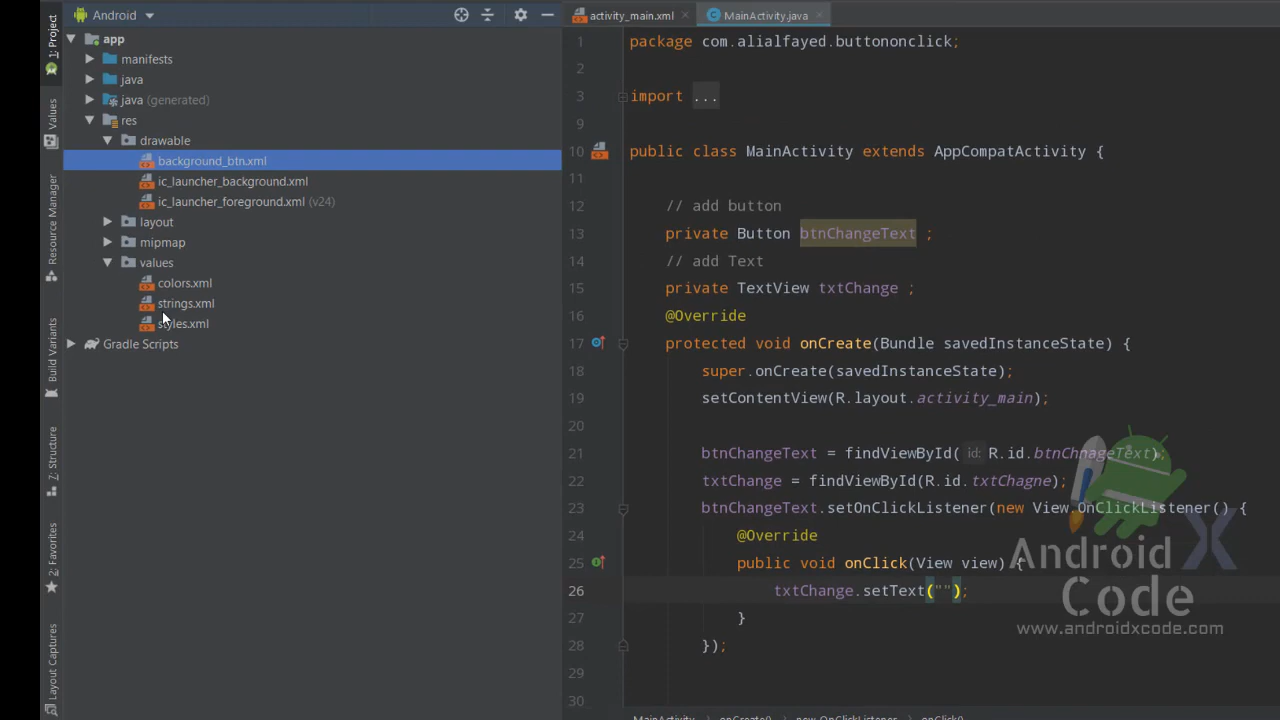 Android
activity_main.xml
MainActivity.java
1: Project
Values
Resource Manager
Build Variants
7: Structure
2: Favorites
Layout Captures
app
manifests
java
java (generated)
res
drawable
background_btn.xml
ic_launcher_background.xml
ic_launcher_foreground.xml (v24)
layout
mipmap
values
colors.xml
strings.xml
styles.xml
Gradle Scripts
1 package com.alialfayed.buttononclick;
2
3 import ...
9
10 public class MainActivity extends AppCompatActivity {
11
12 // add button
13 private Button btnChangeText ;
14 // add Text
15 private TextView txtChange ;
16 @Override
17 protected void onCreate(Bundle savedInstanceState) {
18 super.onCreate(savedInstanceState);
19 setContentView(R.layout.activity_main);
20
21 btnChangeText = findViewById( id: R.id.btnChnageText);
22 txtChange = findViewById(R.id.txtChagne);
23 btnChangeText.setOnClickListener(new View.OnClickListener() {
24 @Override
25 public void onClick(View view) {
26 txtChange.setText("");
27 }
28 });
29
30
Android X
Code
www.androidxcode.com
MainActivity onCreate() new OnClickListener onClick()